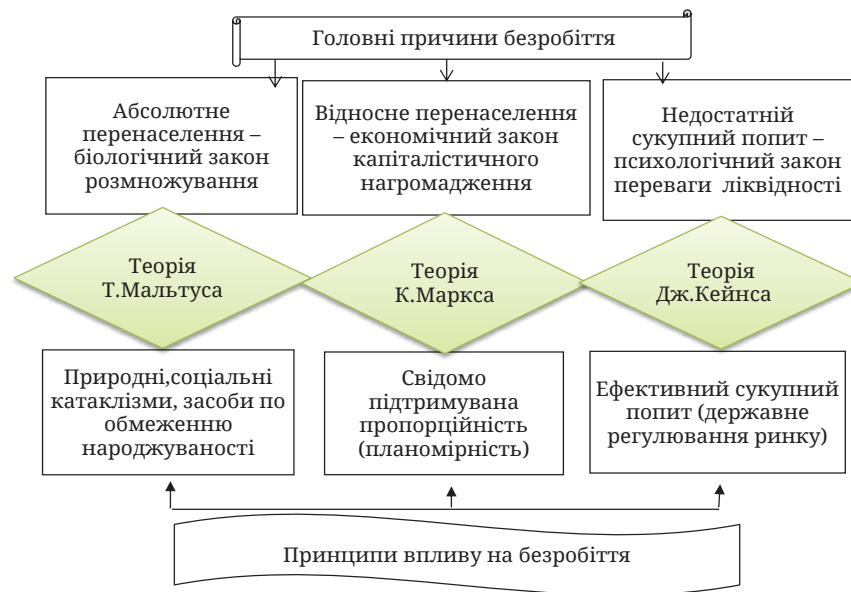 Головні причини безробіття
Абсолютне
перенаселення –
біологічний закон
розмножування
Відносне перенаселення
– економічний закон
капіталістичного
нагромадження
Недостатній
сукупний попит –
психологічний закон
переваги ліквідності
Теорія
Т.Мальтуса
Теорія
К.Маркса
Теорія
Дж.Кейнса
Природні,соціальні
катаклізми, засоби по
обмеженню
народжуваності
Свідомо
підтримувана
пропорційність
(планомірність)
Ефективний сукупний
попит (державне
регулювання ринку)
Принципи впливу на безробіття